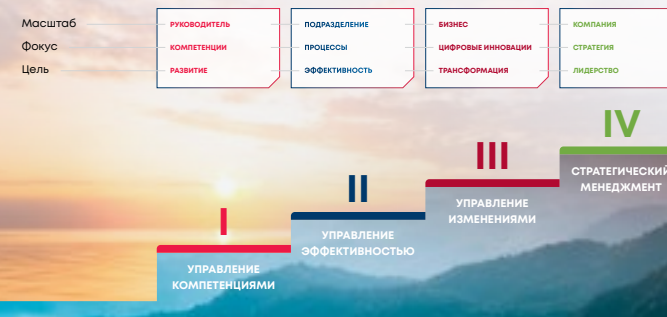 Масштаб РУКОВОДИТЕЛЬ ПОДРАЗДЕЛЕНИЕ БИЗНЕС КОМПАНИЯ
Фокус КОМПЕТЕНЦИИ ПРОЦЕССЫ ЦИФРОВЫЕ ИННОВАЦИИ СТРАТЕГИЯ
Цель РАЗВИТИЕ ЭФФЕКТИВНОСТЬ ТРАНСФОРМАЦИЯ ЛИДЕРСТВО
IV
СТРАТЕГИЧЕСКИЙ
МЕНЕДЖМЕНТ
III
УПРАВЛЕНИЕ
ИЗМЕНЕНИЯМИ
II
УПРАВЛЕНИЕ
ЭФФЕКТИВНОСТЬЮ
I
УПРАВЛЕНИЕ
КОМПЕТЕНЦИЯМИ